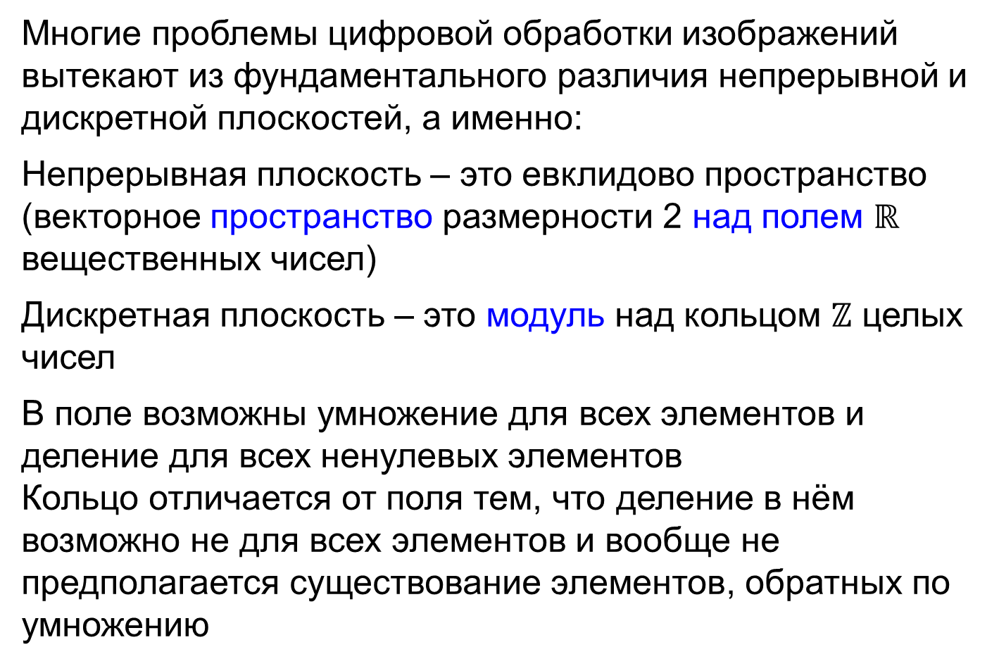 Многие проблемы цифровой обработки изображений
вытекают из фундаментального различия непрерывной и
дискретной плоскостей, а именно:
Непрерывная плоскость – это евклидово пространство
(векторное пространство размерности 2 над полем ℝ
вещественных чисел)
Дискретная плоскость – это модуль над кольцом ℤ целых
чисел
В поле возможны умножение для всех элементов и
деление для всех ненулевых элементов
Кольцо отличается от поля тем, что деление в нём
возможно не для всех элементов и вообще не
предполагается существование элементов, обратных по
умножению